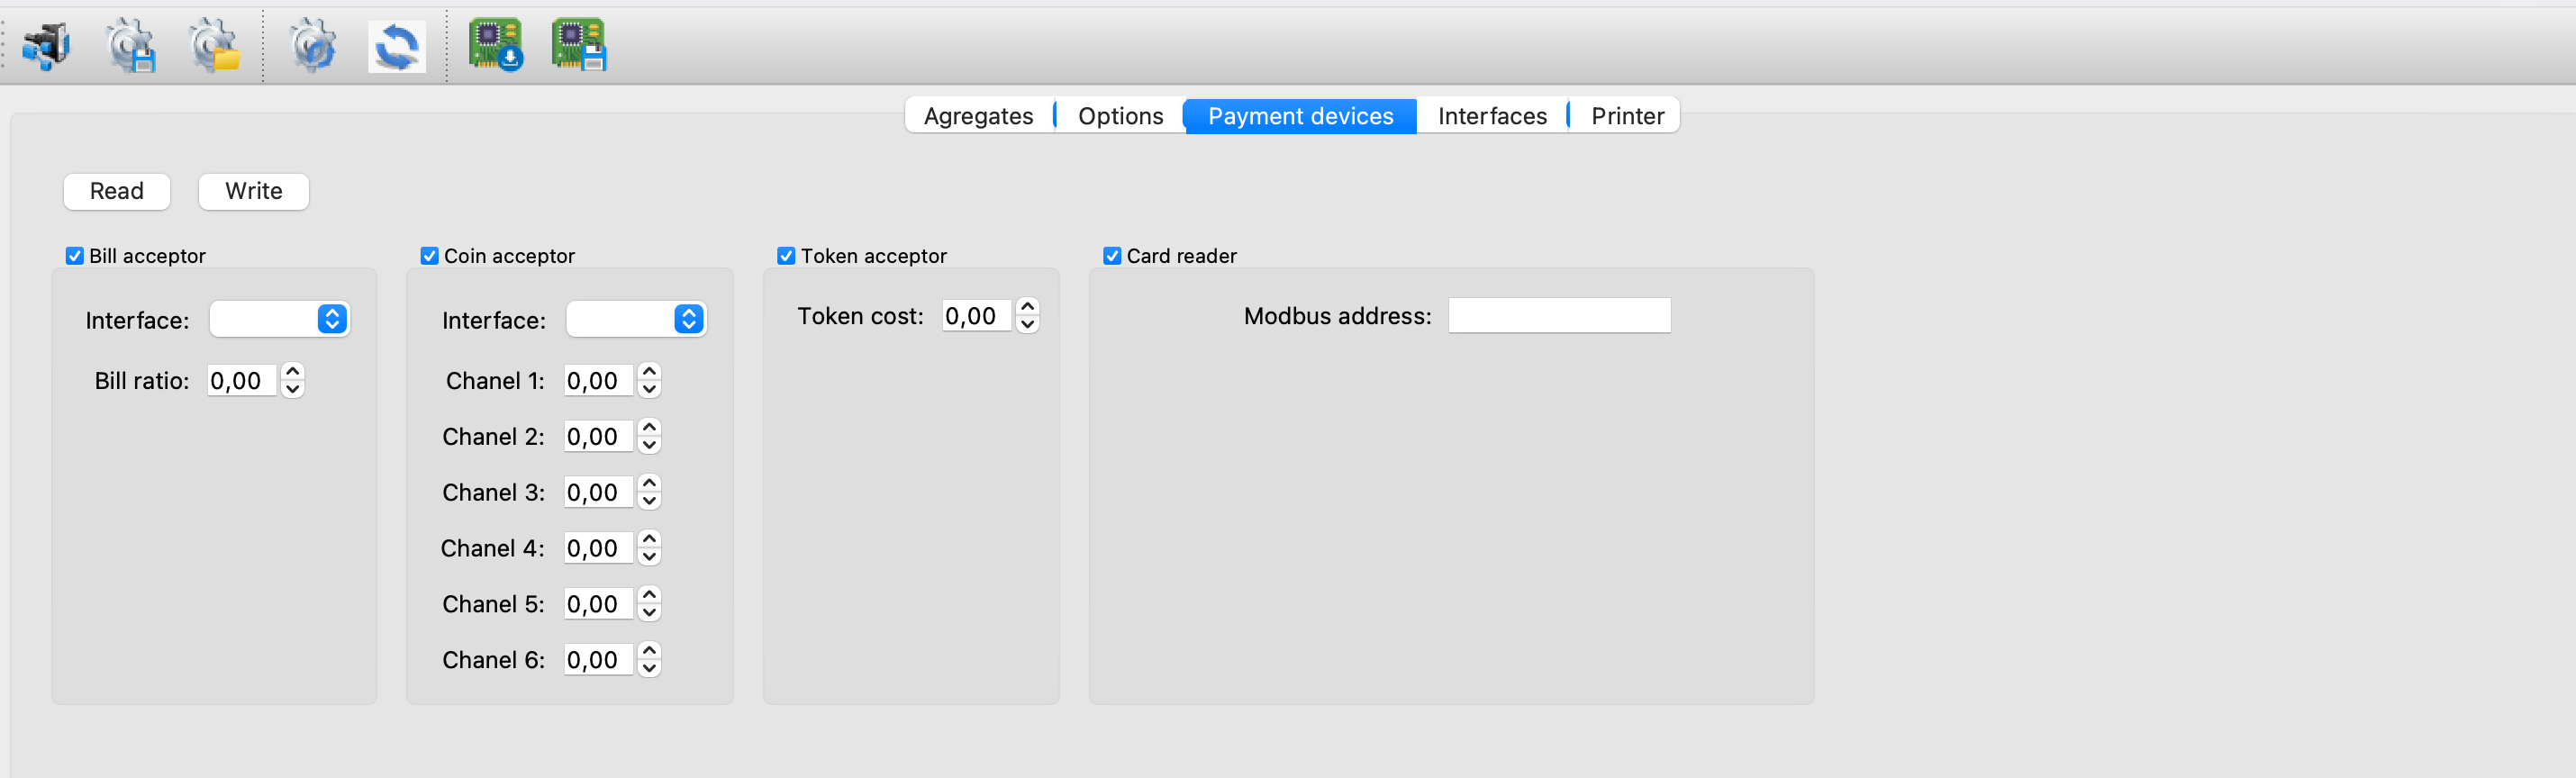 Agregates Options Payment devices Interfaces Printer
Read Write
Bill acceptor
Interface:
Bill ratio: 0,00
Coin acceptor
Interface:
Chanel 1: 0,00
Chanel 2: 0,00
Chanel 3: 0,00
Chanel 4: 0,00
Chanel 5: 0,00
Chanel 6: 0,00
Token acceptor
Token cost: 0,00
Card reader
Modbus address: